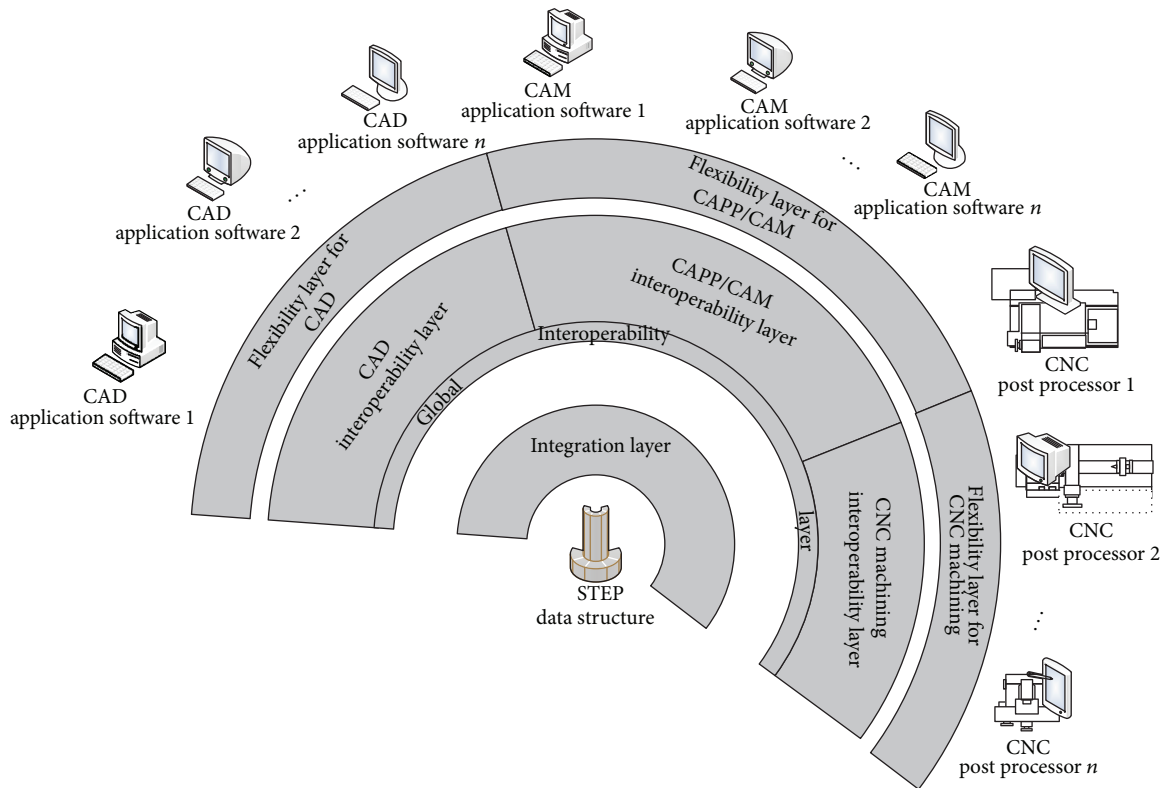 CAM
application software 1
CAD
application software n
CAM
application software 2
CAD
application software 2
...
...
CAM
application software n
Flexibility layer for
CAD
Flexibility layer for
CAPP/CAM
CAD
application software 1
CAD
interoperability layer
CAPP/CAM
interoperability layer
Global
Interoperability
layer
CNC
post processor 1
Integration layer
STEP
data structure
CNC machining
interoperability layer
Flexibility layer for
CNC machining
CNC
post processor 2
...
CNC
post processor n